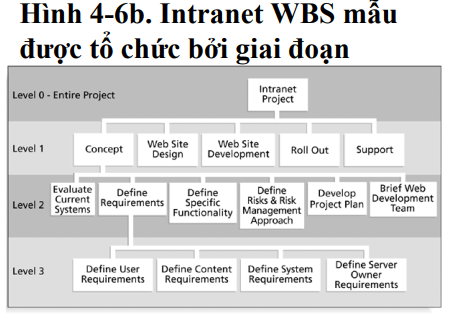 Hình 4-6b. Intranet WBS mẫu
được tổ chức bởi giai đoạn
Level 0 - Entire Project
Intranet
Project
Level 1
Concept
Web Site
Design
Web Site
Development
Roll Out
Support
Level 2
Evaluate
Current
Systems
Define
Requirements
Define
Specific
Functionality
Define
Risks & Risk
Management
Approach
Develop
Project Plan
Brief Web
Development
Team
Level 3
Define User
Requirements
Define Content
Requirements
Define System
Requirements
Define Server
Owner
Requirements